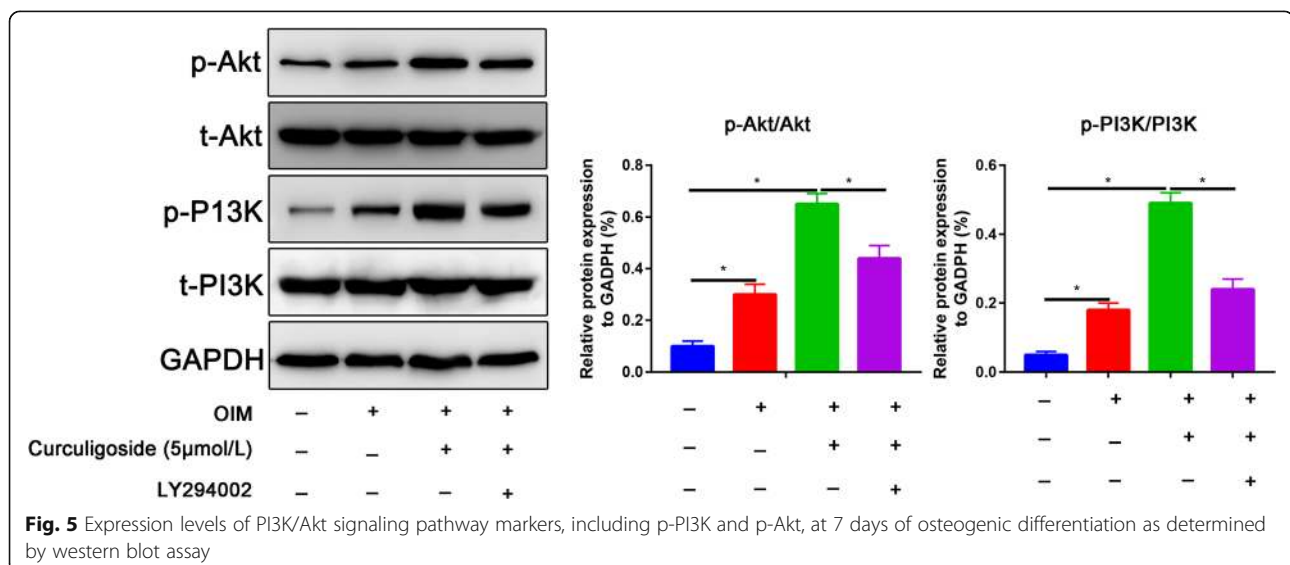 p-Akt
t-Akt
p-P13K
t-PI3K
GAPDH
OIM – + + +
Curculigoside (5μmol/L) – – + +
LY294002 – – – +
p-Akt/Akt
Relative protein expression
to GADPH (%)
0.8
0.6
0.4
0.2
0.0
* * *
– + + +
– – + +
– – – +
p-PI3K/PI3K
Relative protein expression
to GADPH (%)
0.6
0.4
0.2
0.0
* * *
– + + +
– – + +
– – – +
Fig. 5 Expression levels of PI3K/Akt signaling pathway markers, including p-PI3K and p-Akt, at 7 days of osteogenic differentiation as determined
by western blot assay